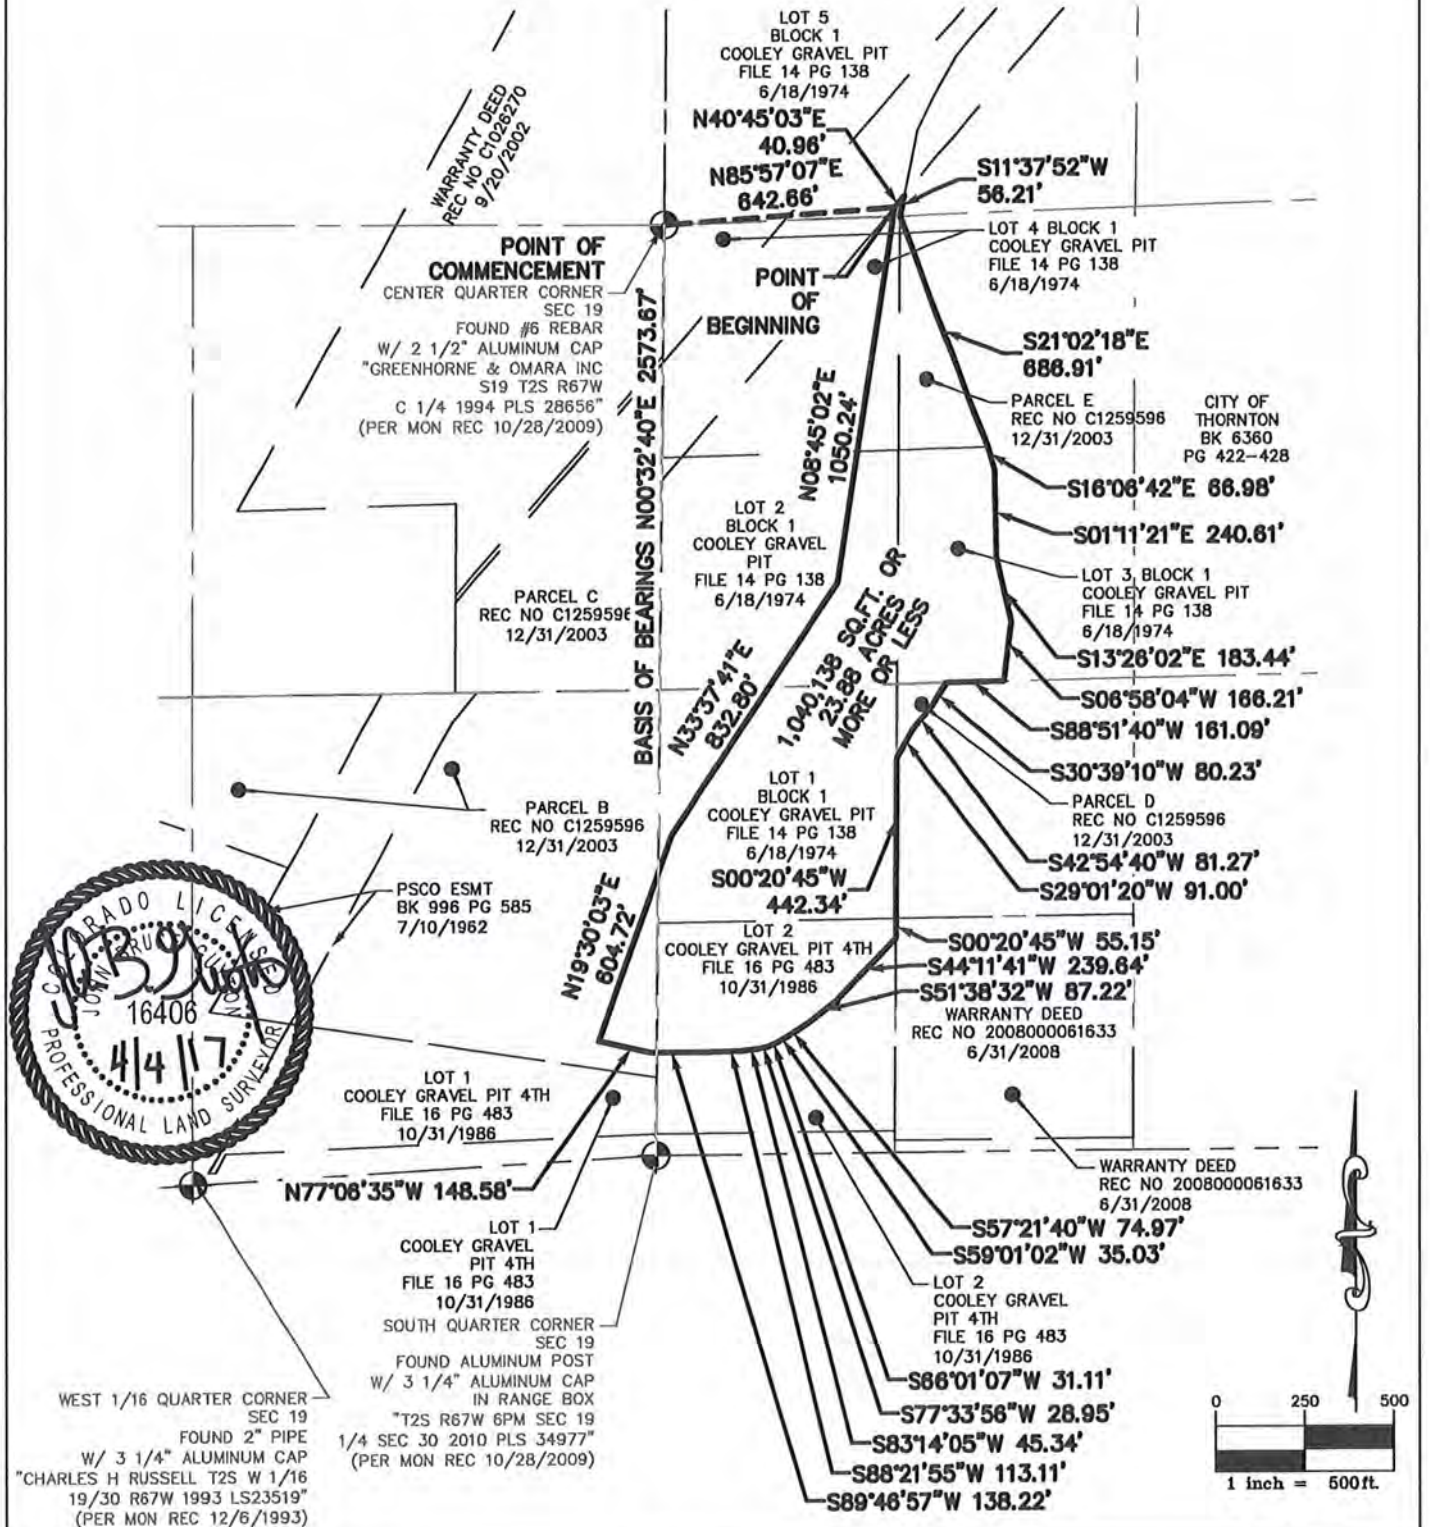 LOT 5
BLOCK 1
COOLEY GRAVEL PIT
FILE 14 PG 138
6/18/1974
WARRANTY DEED
REC NO C1026270
9/20/2002
N40°45'03"E
40.96'
N85°57'07"E
642.66'
S11°37'52"W
56.21'
LOT 4 BLOCK 1
COOLEY GRAVEL PIT
FILE 14 PG 138
6/18/1974
POINT OF
COMMENCEMENT
CENTER QUARTER CORNER
SEC 19
FOUND #6 REBAR
W/ 2 1/2" ALUMINUM CAP
"GREENHORNE & OMARA INC
S19 T2S R67W
C 1/4 1994 PLS 28656"
(PER MON REC 10/28/2009)
POINT
OF
BEGINNING
BASIS OF BEARINGS N00°32'40"E 2573.67'
S21°02'18"E
686.91'
PARCEL E
REC NO C1259596
12/31/2003
CITY OF
THORNTON
BK 6360
PG 422-428
N08°45'02"E
1050.24'
S16°06'42"E 66.98'
S01°11'21"E 240.61'
LOT 2
BLOCK 1
COOLEY GRAVEL
PIT
FILE 14 PG 138
6/18/1974
LOT 3 BLOCK 1
COOLEY GRAVEL PIT
FILE 14 PG 138
6/18/1974
PARCEL C
REC NO C1259596
12/31/2003
1,040,138 SQ.FT. OR
23.88 ACRES
MORE OR LESS
S13°26'02"E 183.44'
S06°58'04"W 166.21'
S88°51'40"W 161.09'
S30°39'10"W 80.23'
N33°37'41"E
832.80'
PARCEL D
REC NO C1259596
12/31/2003
S42°54'40"W 81.27'
S29°01'20"W 91.00'
LOT 1
BLOCK 1
COOLEY GRAVEL PIT
FILE 14 PG 138
6/18/1974
S00°20'45"W
442.34'
PARCEL B
REC NO C1259596
12/31/2003
PSCO ESMT
BK 996 PG 585
7/10/1962
COLORADO LICENSED
16406
4/4/17
PROFESSIONAL LAND SURVEYOR
N19°30'03"E
604.72'
LOT 2
COOLEY GRAVEL PIT 4TH
FILE 16 PG 483
10/31/1986
S00°20'45"W 55.15'
S44°11'41"W 239.64'
S51°38'32"W 87.22'
WARRANTY DEED
REC NO 2008000061633
6/31/2008
LOT 1
COOLEY GRAVEL PIT 4TH
FILE 16 PG 483
10/31/1986
N77°06'35"W 148.58'
WARRANTY DEED
REC NO 2008000061633
6/31/2008
LOT 1
COOLEY GRAVEL
PIT 4TH
FILE 16 PG 483
10/31/1986
S57°21'40"W 74.97'
S59°01'02"W 35.03'
LOT 2
COOLEY GRAVEL
PIT 4TH
FILE 16 PG 483
10/31/1986
SOUTH QUARTER CORNER
SEC 19
FOUND ALUMINUM POST
W/ 3 1/4" ALUMINUM CAP
IN RANGE BOX
"T2S R67W 6PM SEC 19
1/4 SEC 30 2010 PLS 34977"
(PER MON REC 10/28/2009)
S66°01'07"W 31.11'
S77°33'56"W 28.95'
S83°14'05"W 45.34'
S88°21'55"W 113.11'
S89°46'57"W 138.22'
WEST 1/16 QUARTER CORNER
SEC 19
FOUND 2" PIPE
W/ 3 1/4" ALUMINUM CAP
"CHARLES H RUSSELL T2S W 1/16
19/30 R67W 1993 LS23519"
(PER MON REC 12/6/1993)
0 250 500
1 inch = 500ft.